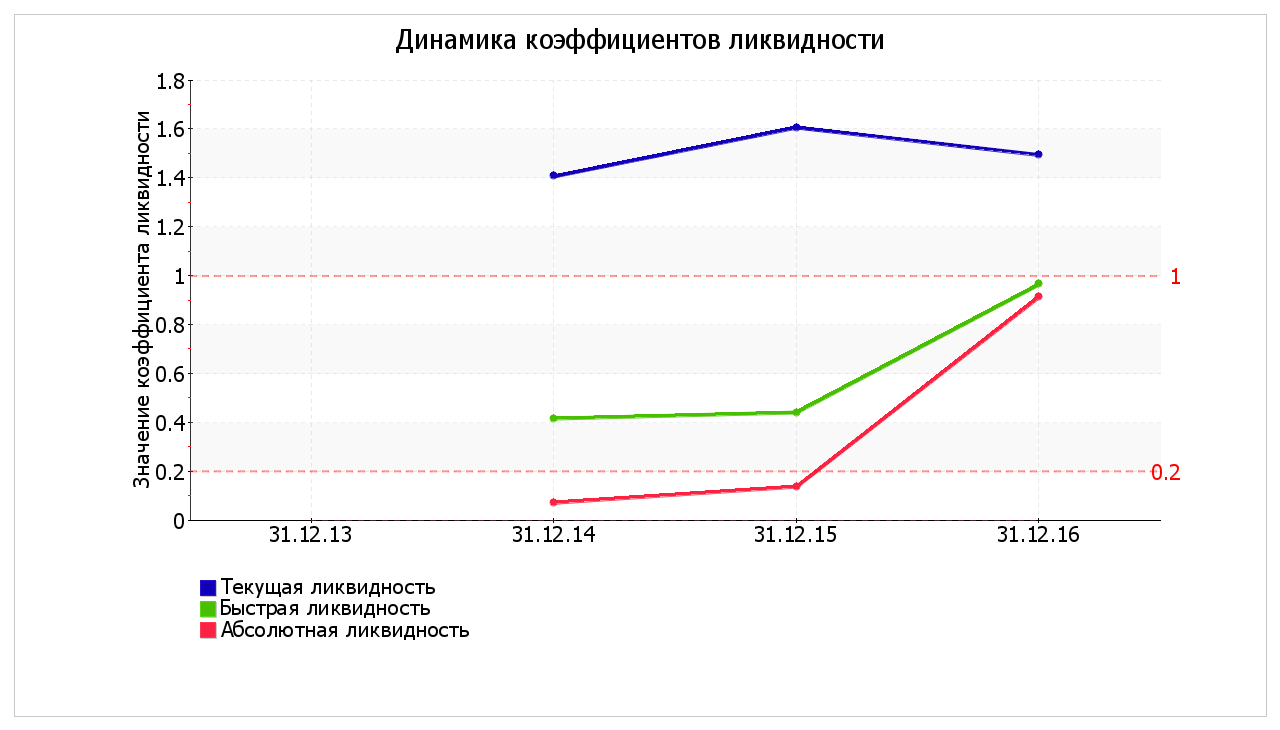 Динамика коэффициентов ликвидности
Значение коэффициента ликвидности
1.8
1.6
1.4
1.2
1
0.8
0.6
0.4
0.2
0
1
0.2
31.12.13 31.12.14 31.12.15 31.12.16
Текущая ликвидность
Быстрая ликвидность
Абсолютная ликвидность